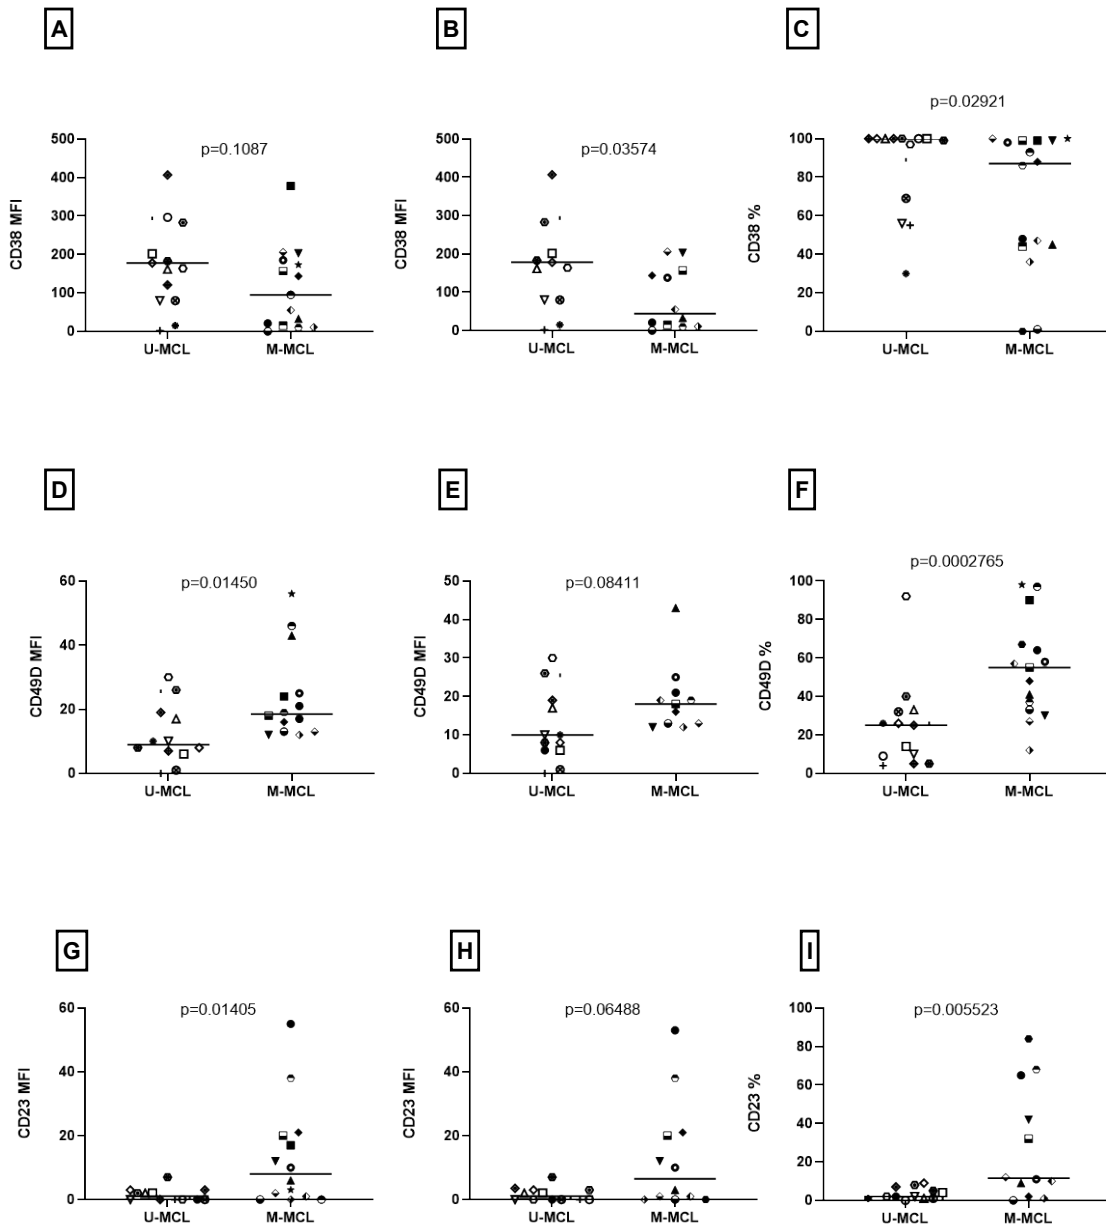 A
B
C
p=0.1087
p=0.03574
p=0.02921
CD38 MFI
500
400
300
200
100
0
U-MCL
M-MCL
CD38 MFI
500
400
300
200
100
0
U-MCL
M-MCL
CD38 %
100
80
60
40
20
0
U-MCL
M-MCL
D
E
F
p=0.01450
p=0.08411
p=0.0002765
CD49D MFI
60
40
20
0
U-MCL
M-MCL
CD49D MFI
50
40
30
20
10
0
U-MCL
M-MCL
CD49D %
100
80
60
40
20
0
U-MCL
M-MCL
G
H
I
p=0.01405
p=0.06488
p=0.005523
CD23 MFI
60
40
20
0
U-MCL
M-MCL
CD23 MFI
60
40
20
0
U-MCL
M-MCL
CD23 %
100
80
60
40
20
0
U-MCL
M-MCL